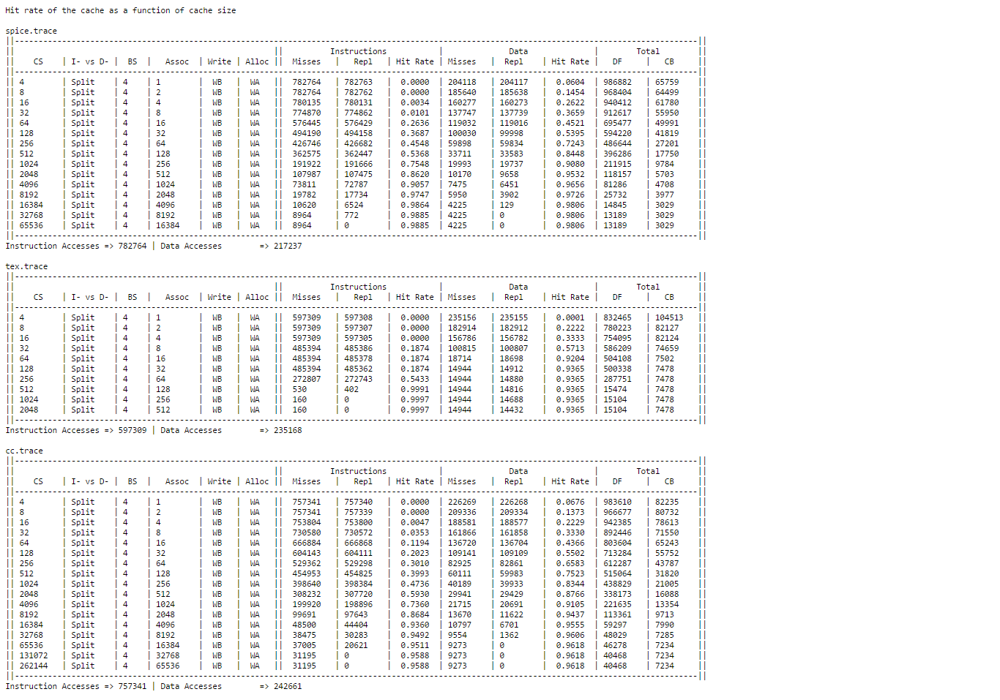 Hit rate of the cache as a function of cache size
spice.trace
||------------------------------------------------------------------------------------------------------------------------------------------------||
|| || Instructions | Data | Total ||
|| CS | I- vs D- | BS | Assoc | Write | Alloc || Misses | Repl | Hit Rate | Misses | Repl | Hit Rate | DF | CB ||
||------------------------------------------------------------------------------------------------------------------------------------------------||
|| 4 | Split | 4 | 1 | WB | WA || 782764 | 782763 | 0.0000 | 204118 | 204117 | 0.0604 | 986882 | 65759 ||
|| 8 | Split | 4 | 2 | WB | WA || 782764 | 782762 | 0.0000 | 185640 | 185638 | 0.1454 | 968404 | 64499 ||
|| 16 | Split | 4 | 4 | WB | WA || 780135 | 780131 | 0.0034 | 160277 | 160273 | 0.2622 | 940412 | 61780 ||
|| 32 | Split | 4 | 8 | WB | WA || 774870 | 774862 | 0.0101 | 137747 | 137739 | 0.3659 | 912617 | 55950 ||
|| 64 | Split | 4 | 16 | WB | WA || 576445 | 576429 | 0.2636 | 119032 | 119016 | 0.4521 | 695477 | 49991 ||
|| 128 | Split | 4 | 32 | WB | WA || 494190 | 494158 | 0.3687 | 100030 | 99998 | 0.5395 | 594220 | 41819 ||
|| 256 | Split | 4 | 64 | WB | WA || 426746 | 426682 | 0.4548 | 59898 | 59834 | 0.7243 | 486644 | 27201 ||
|| 512 | Split | 4 | 128 | WB | WA || 362575 | 362447 | 0.5368 | 33711 | 33583 | 0.8448 | 396286 | 17750 ||
|| 1024 | Split | 4 | 256 | WB | WA || 191922 | 191666 | 0.7548 | 19993 | 19737 | 0.9080 | 211915 | 9784 ||
|| 2048 | Split | 4 | 512 | WB | WA || 107987 | 107475 | 0.8620 | 10170 | 9658 | 0.9532 | 118157 | 5703 ||
|| 4096 | Split | 4 | 1024 | WB | WA || 73811 | 72787 | 0.9057 | 7475 | 6451 | 0.9656 | 81286 | 4708 ||
|| 8192 | Split | 4 | 2048 | WB | WA || 19782 | 17734 | 0.9747 | 5950 | 3902 | 0.9726 | 25732 | 3977 ||
|| 16384 | Split | 4 | 4096 | WB | WA || 10620 | 6524 | 0.9864 | 4225 | 129 | 0.9806 | 14845 | 3029 ||
|| 32768 | Split | 4 | 8192 | WB | WA || 8964 | 772 | 0.9885 | 4225 | 0 | 0.9806 | 13189 | 3029 ||
|| 65536 | Split | 4 | 16384 | WB | WA || 8964 | 0 | 0.9885 | 4225 | 0 | 0.9806 | 13189 | 3029 ||
||------------------------------------------------------------------------------------------------------------------------------------------------||
Instruction Accesses => 782764 | Data Accesses => 217237
tex.trace
||------------------------------------------------------------------------------------------------------------------------------------------------||
|| || Instructions | Data | Total ||
|| CS | I- vs D- | BS | Assoc | Write | Alloc || Misses | Repl | Hit Rate | Misses | Repl | Hit Rate | DF | CB ||
||------------------------------------------------------------------------------------------------------------------------------------------------||
|| 4 | Split | 4 | 1 | WB | WA || 597309 | 597308 | 0.0000 | 235156 | 235155 | 0.0001 | 832465 | 104513 ||
|| 8 | Split | 4 | 2 | WB | WA || 597309 | 597307 | 0.0000 | 182914 | 182912 | 0.2222 | 780223 | 82127 ||
|| 16 | Split | 4 | 4 | WB | WA || 597309 | 597305 | 0.0000 | 156786 | 156782 | 0.3333 | 754095 | 82124 ||
|| 32 | Split | 4 | 8 | WB | WA || 485394 | 485386 | 0.1874 | 100815 | 100807 | 0.5713 | 586209 | 74659 ||
|| 64 | Split | 4 | 16 | WB | WA || 485394 | 485378 | 0.1874 | 18714 | 18698 | 0.9204 | 504108 | 7502 ||
|| 128 | Split | 4 | 32 | WB | WA || 485394 | 485362 | 0.1874 | 14944 | 14912 | 0.9365 | 500338 | 7478 ||
|| 256 | Split | 4 | 64 | WB | WA || 272807 | 272743 | 0.5433 | 14944 | 14880 | 0.9365 | 287751 | 7478 ||
|| 512 | Split | 4 | 128 | WB | WA || 530 | 402 | 0.9991 | 14944 | 14816 | 0.9365 | 15474 | 7478 ||
|| 1024 | Split | 4 | 256 | WB | WA || 160 | 0 | 0.9997 | 14944 | 14688 | 0.9365 | 15104 | 7478 ||
|| 2048 | Split | 4 | 512 | WB | WA || 160 | 0 | 0.9997 | 14944 | 14432 | 0.9365 | 15104 | 7478 ||
||------------------------------------------------------------------------------------------------------------------------------------------------||
Instruction Accesses => 597309 | Data Accesses => 235168
cc.trace
||------------------------------------------------------------------------------------------------------------------------------------------------||
|| || Instructions | Data | Total ||
|| CS | I- vs D- | BS | Assoc | Write | Alloc || Misses | Repl | Hit Rate | Misses | Repl | Hit Rate | DF | CB ||
||------------------------------------------------------------------------------------------------------------------------------------------------||
|| 4 | Split | 4 | 1 | WB | WA || 757341 | 757340 | 0.0000 | 226269 | 226268 | 0.0676 | 983610 | 82235 ||
|| 8 | Split | 4 | 2 | WB | WA || 757341 | 757339 | 0.0000 | 209336 | 209334 | 0.1373 | 966677 | 80732 ||
|| 16 | Split | 4 | 4 | WB | WA || 753804 | 753800 | 0.0047 | 188581 | 188577 | 0.2229 | 942385 | 78613 ||
|| 32 | Split | 4 | 8 | WB | WA || 730580 | 730572 | 0.0353 | 161866 | 161858 | 0.3330 | 892446 | 71550 ||
|| 64 | Split | 4 | 16 | WB | WA || 666884 | 666868 | 0.1194 | 136720 | 136704 | 0.4366 | 803604 | 65243 ||
|| 128 | Split | 4 | 32 | WB | WA || 604143 | 604111 | 0.2023 | 109141 | 109109 | 0.5502 | 713284 | 55752 ||
|| 256 | Split | 4 | 64 | WB | WA || 529362 | 529298 | 0.3010 | 82925 | 82861 | 0.6583 | 612287 | 43787 ||
|| 512 | Split | 4 | 128 | WB | WA || 454953 | 454825 | 0.3993 | 60111 | 59983 | 0.7523 | 515064 | 31820 ||
|| 1024 | Split | 4 | 256 | WB | WA || 398640 | 398384 | 0.4736 | 40189 | 39933 | 0.8344 | 438829 | 21005 ||
|| 2048 | Split | 4 | 512 | WB | WA || 308232 | 307720 | 0.5930 | 29941 | 29429 | 0.8766 | 338173 | 16088 ||
|| 4096 | Split | 4 | 1024 | WB | WA || 199920 | 198896 | 0.7360 | 21715 | 20691 | 0.9105 | 221635 | 13354 ||
|| 8192 | Split | 4 | 2048 | WB | WA || 99691 | 97643 | 0.8684 | 13670 | 11622 | 0.9437 | 113361 | 9713 ||
|| 16384 | Split | 4 | 4096 | WB | WA || 48500 | 44404 | 0.9360 | 10797 | 6701 | 0.9555 | 59297 | 7990 ||
|| 32768 | Split | 4 | 8192 | WB | WA || 38475 | 30283 | 0.9492 | 9554 | 1362 | 0.9606 | 48029 | 7285 ||
|| 65536 | Split | 4 | 16384 | WB | WA || 37005 | 20621 | 0.9511 | 9273 | 0 | 0.9618 | 46278 | 7234 ||
|| 131072 | Split | 4 | 32768 | WB | WA || 31195 | 0 | 0.9588 | 9273 | 0 | 0.9618 | 40468 | 7234 ||
|| 262144 | Split | 4 | 65536 | WB | WA || 31195 | 0 | 0.9588 | 9273 | 0 | 0.9618 | 40468 | 7234 ||
||------------------------------------------------------------------------------------------------------------------------------------------------||
Instruction Accesses => 757341 | Data Accesses => 242661